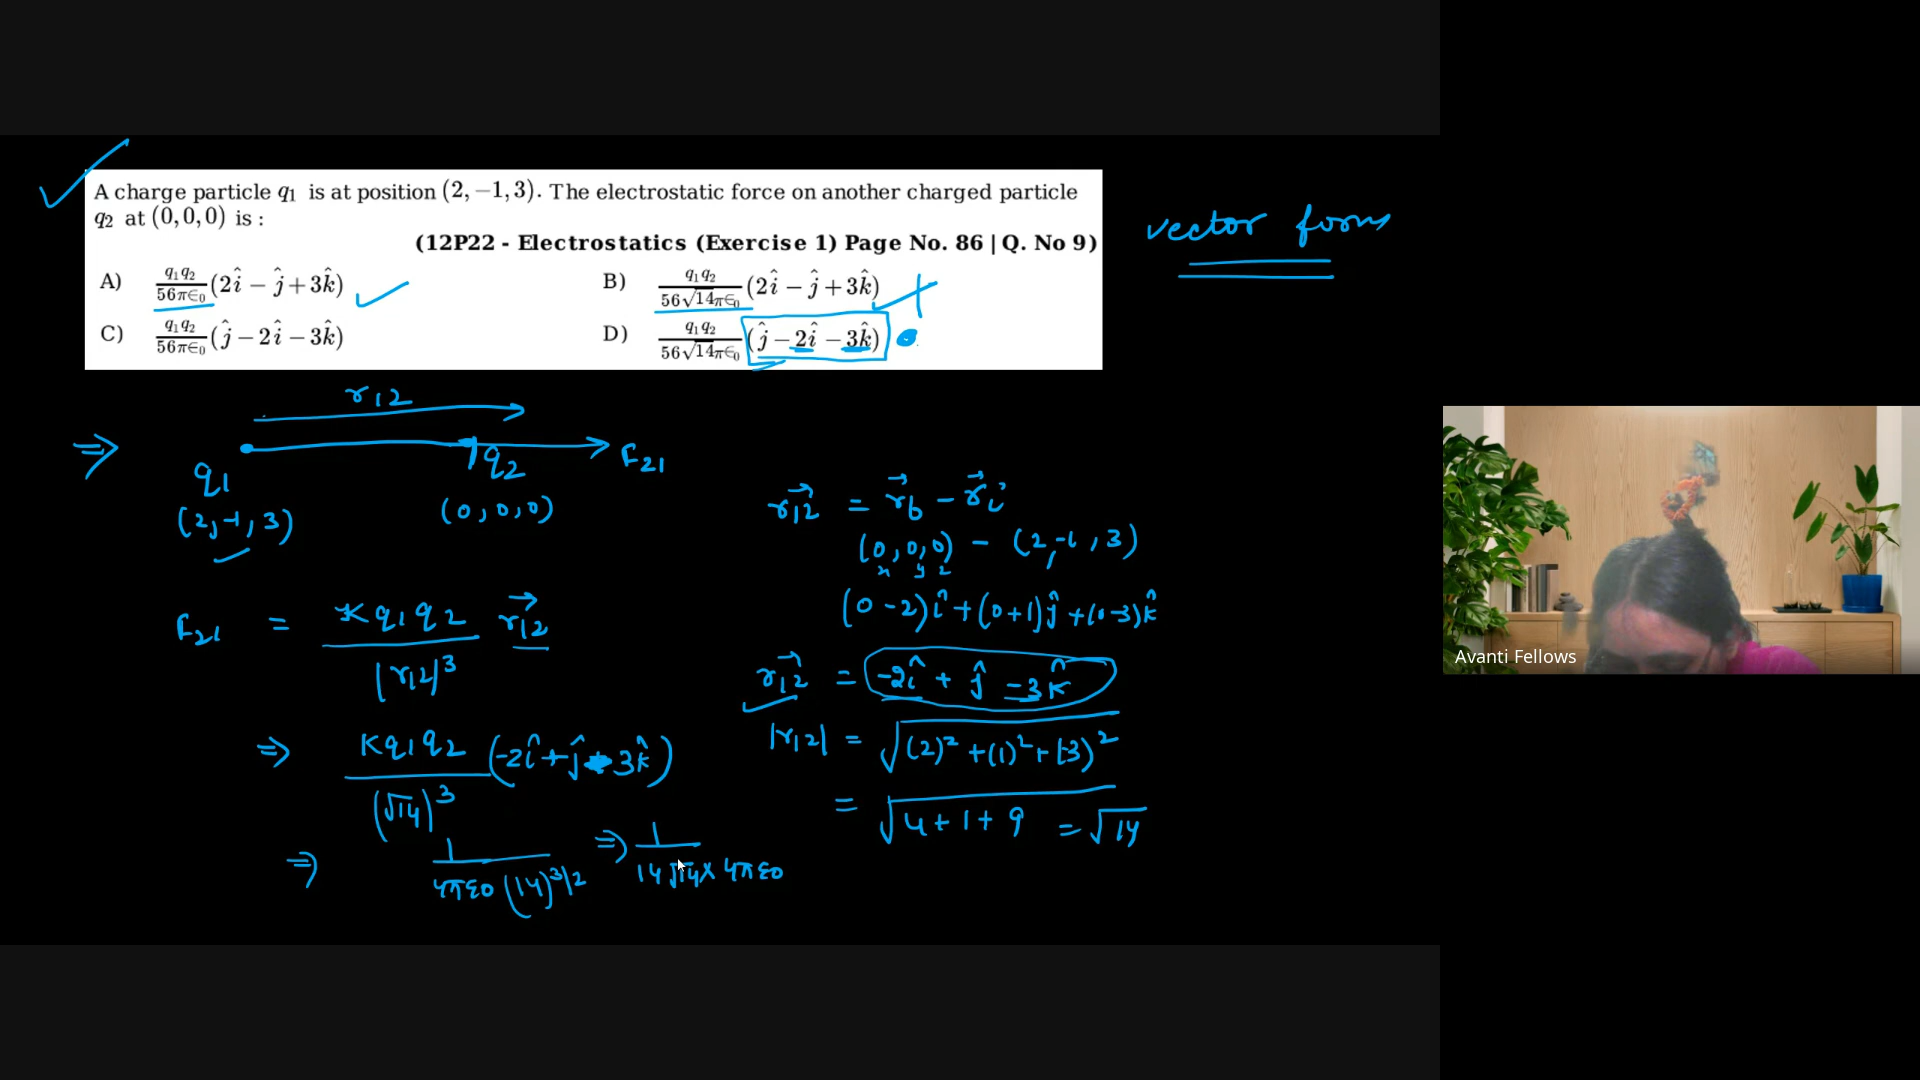 A charge particle q₁ is at position (2, −1, 3). The electrostatic force on another charged particle
q₂ at (0, 0, 0) is :
(12P22 - Electrostatics (Exercise 1) Page No. 86 | Q. No 9)
A) q₁q₂/56π∈₀ (2î − ĵ + 3k̂) ✓
B) q₁q₂/56√14π∈₀ (2î − ĵ + 3k̂)
C) q₁q₂/56π∈₀ (ĵ − 2î − 3k̂)
D) q₁q₂/56√14π∈₀ (ĵ − 2î − 3k̂)
vector form
r₁₂
⇒ q₁ q₂ F₂₁
(2, -1, 3) (0, 0, 0)
F₂₁ = Kq₁q₂/|r₁₂|³ r⃗₁₂
⇒ Kq₁q₂/(√14)³ (-2î + ĵ - 3k̂)
⇒ 1/4πε₀(14)^3/2 ⇒ 1/14√14 × 4πε₀
(0, 0, 0) - (2, -1, 3)
x y z
(0-2)î + (0+1)ĵ + (0-3)k̂
r⃗₁₂ = -2î + ĵ - 3k̂
|r₁₂| = √(2)² + (1)² + (-3)²
= √4+1+9 = √14
Avanti Fellows